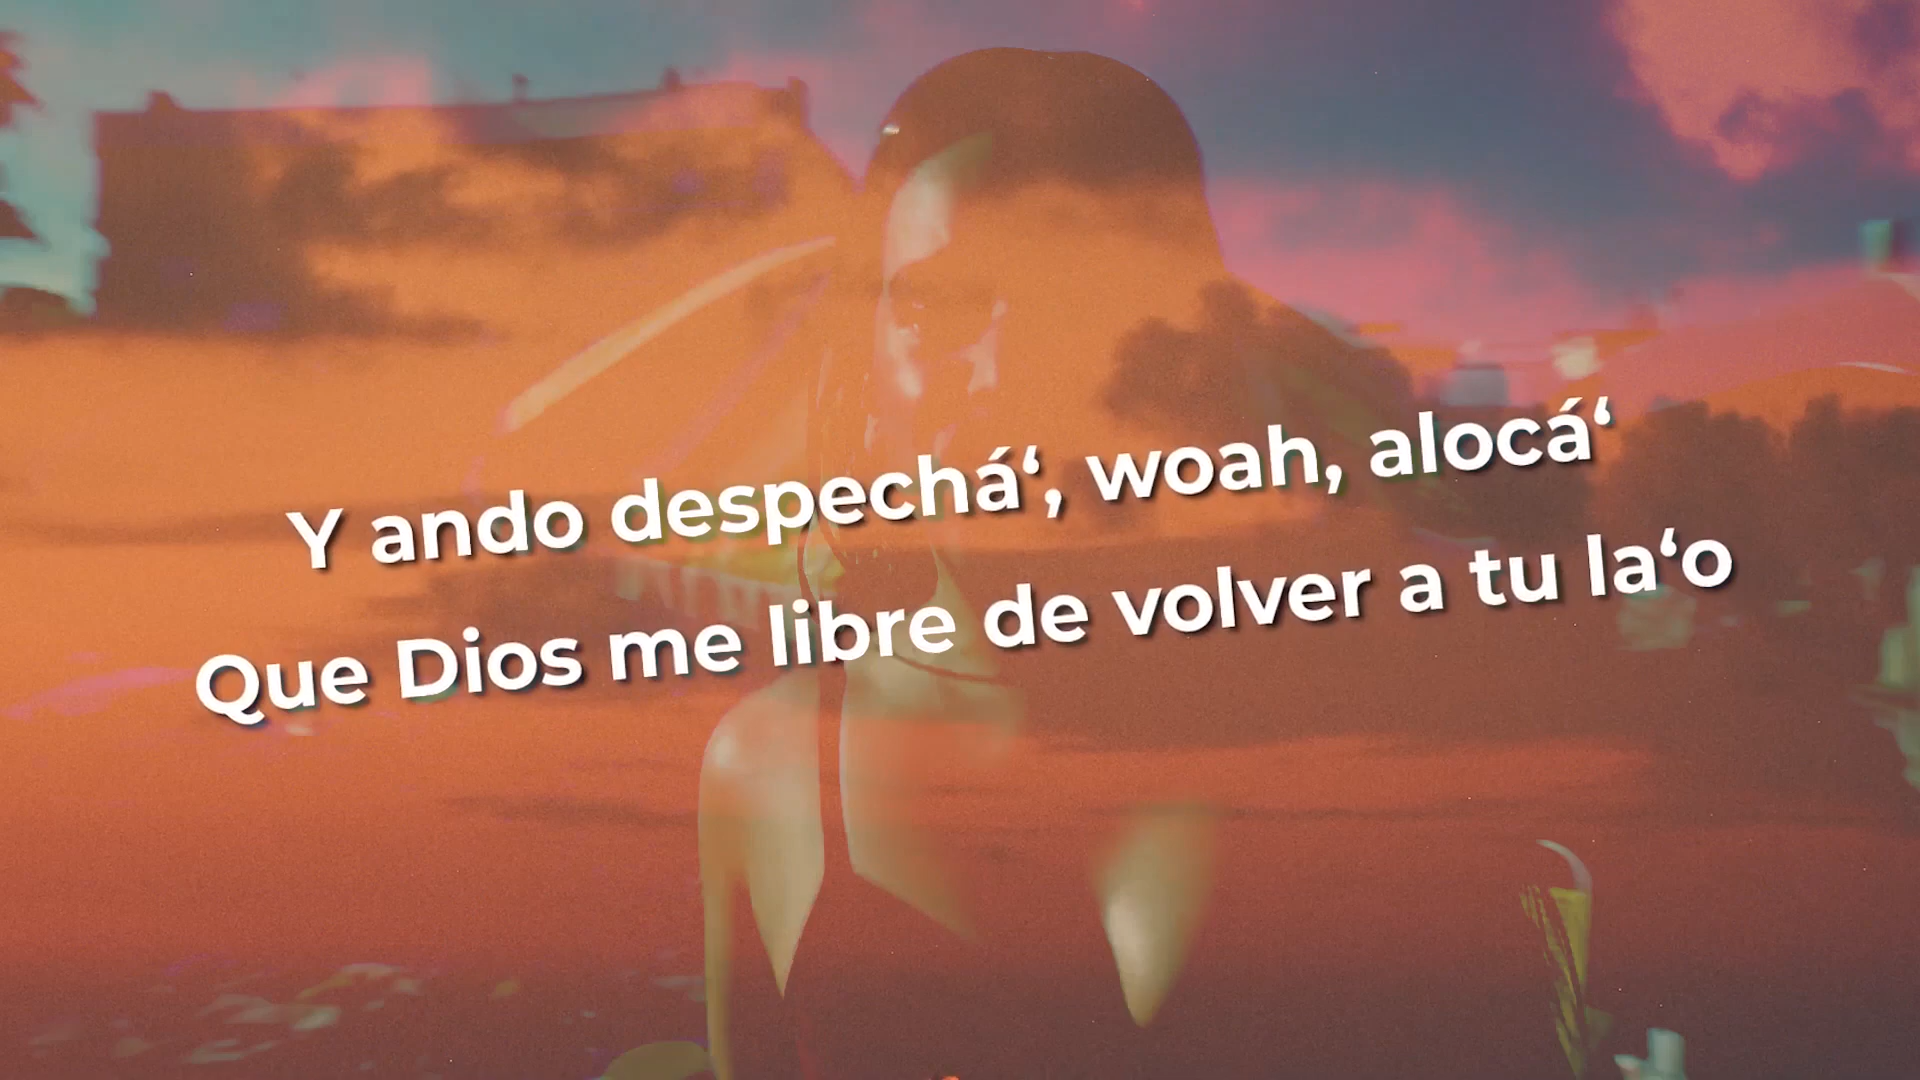 Y ando despechá‘, woah, alocá‘
Que Dios me libre de volver a tu la‘o